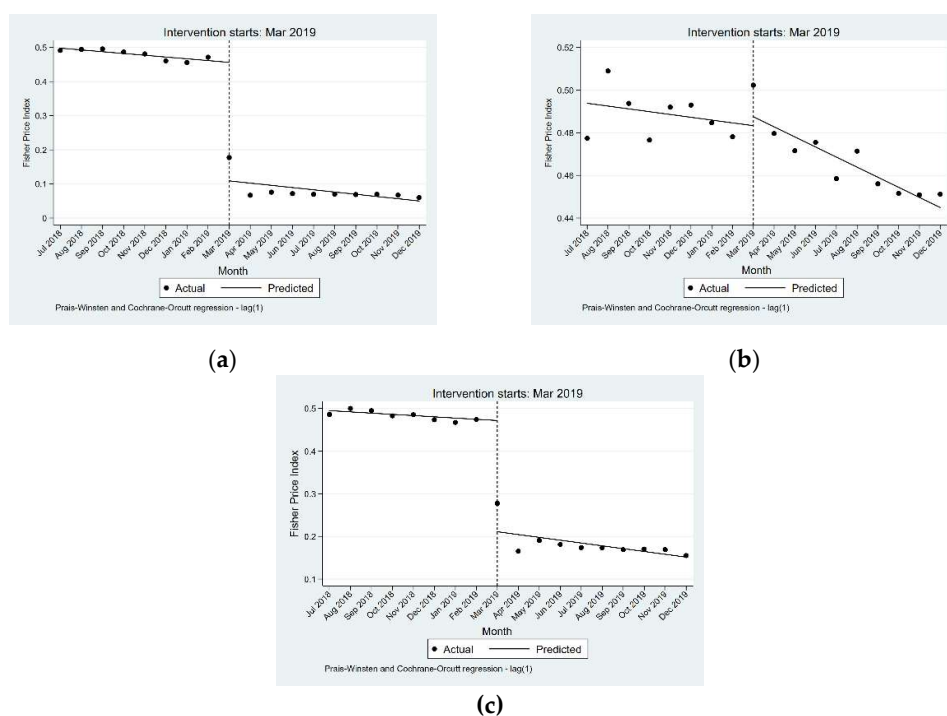 Intervention starts: Mar 2019
Fisher Price Index
0.5
0.4
0.3
0.2
0.1
0
Jul 2018 Aug 2018 Sep 2018 Oct 2018 Nov 2018 Dec 2018 Jan 2019 Feb 2019 Mar 2019 Apr 2019 May 2019 Jun 2019 Jul 2019 Aug 2019 Sep 2019 Oct 2019 Nov 2019 Dec 2019
Month
Actual Predicted
Prais-Winsten and Cochrane-Orcutt regression - lag(1)
(a)
Intervention starts: Mar 2019
Fisher Price Index
0.52
0.50
0.48
0.46
0.44
Jul 2018 Aug 2018 Sep 2018 Oct 2018 Nov 2018 Dec 2018 Jan 2019 Feb 2019 Mar 2019 Apr 2019 May 2019 Jun 2019 Jul 2019 Aug 2019 Sep 2019 Oct 2019 Nov 2019 Dec 2019
Month
Actual Predicted
Prais-Winsten and Cochrane-Orcutt regression - lag(1)
(b)
Intervention starts: Mar 2019
Fisher Price Index
0.5
0.4
0.3
0.2
0.1
Jul 2018 Aug 2018 Sep 2018 Oct 2018 Nov 2018 Dec 2018 Jan 2019 Feb 2019 Mar 2019 Apr 2019 May 2019 Jun 2019 Jul 2019 Aug 2019 Sep 2019 Oct 2019 Nov 2019 Dec 2019
Month
Actual Predicted
Prais-Winsten and Cochrane-Orcutt regression - lag(1)
(c)